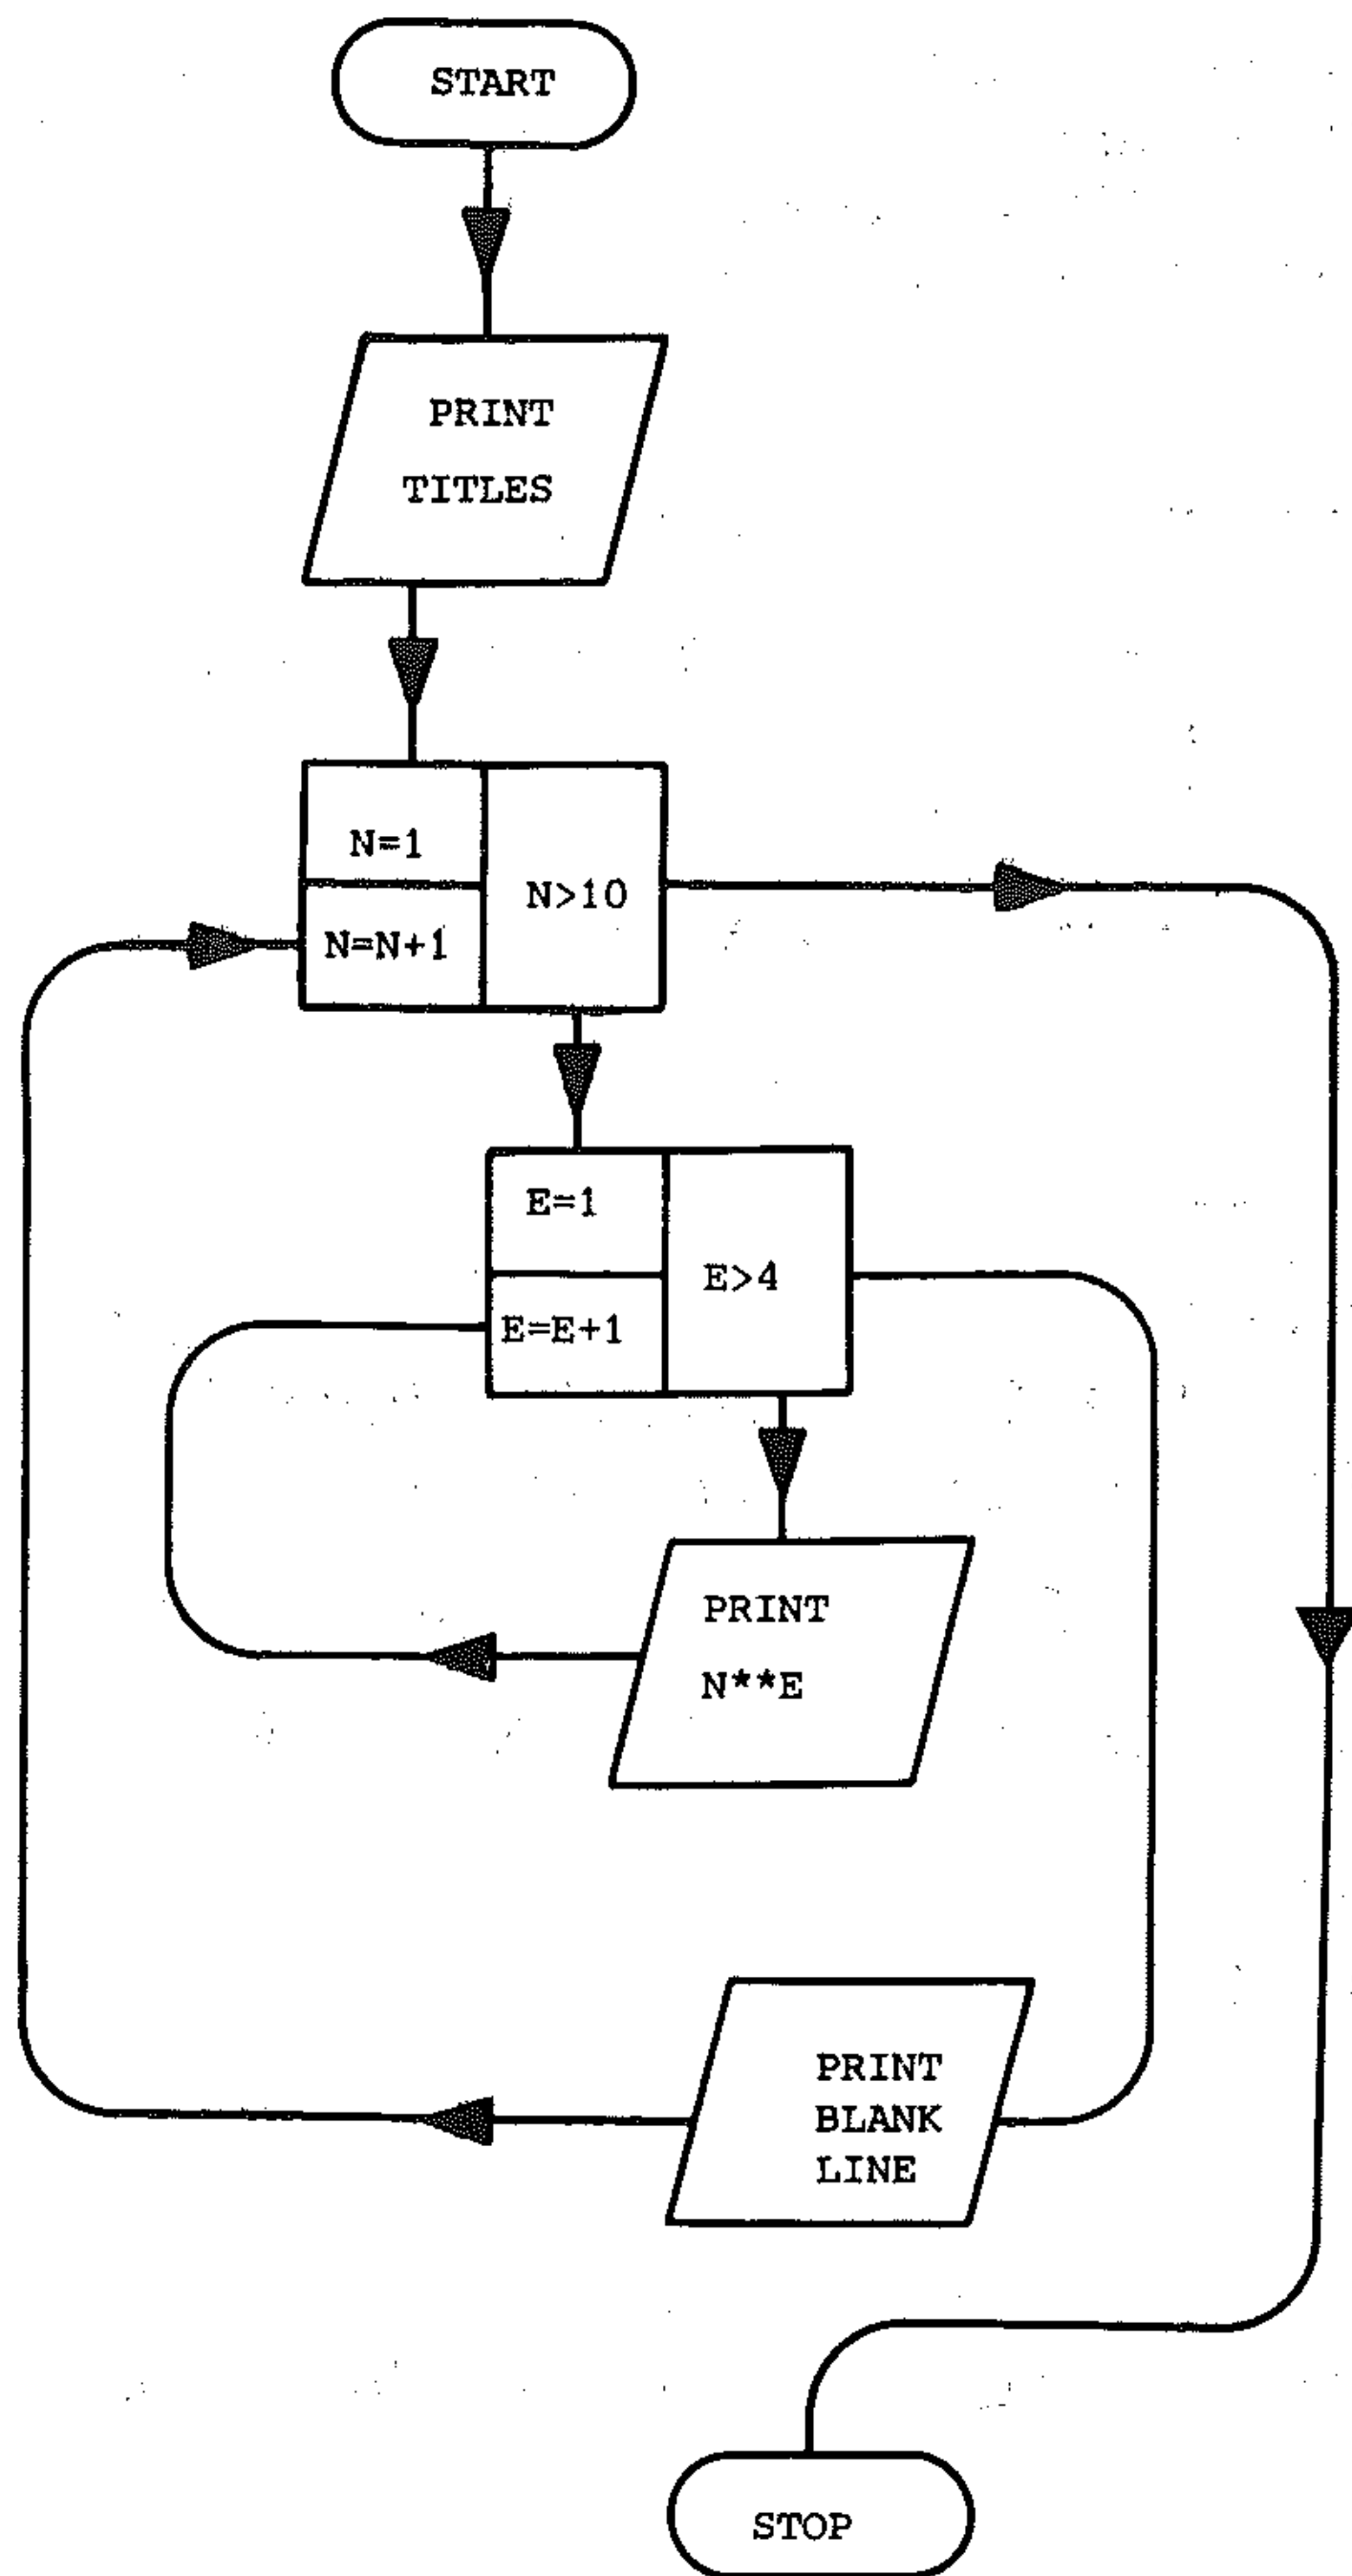 START
PRINT
TITLES
N=1
N=N+1
N>10
E=1
E=E+1
E>4
PRINT
N**E
PRINT
BLANK
LINE
STOP